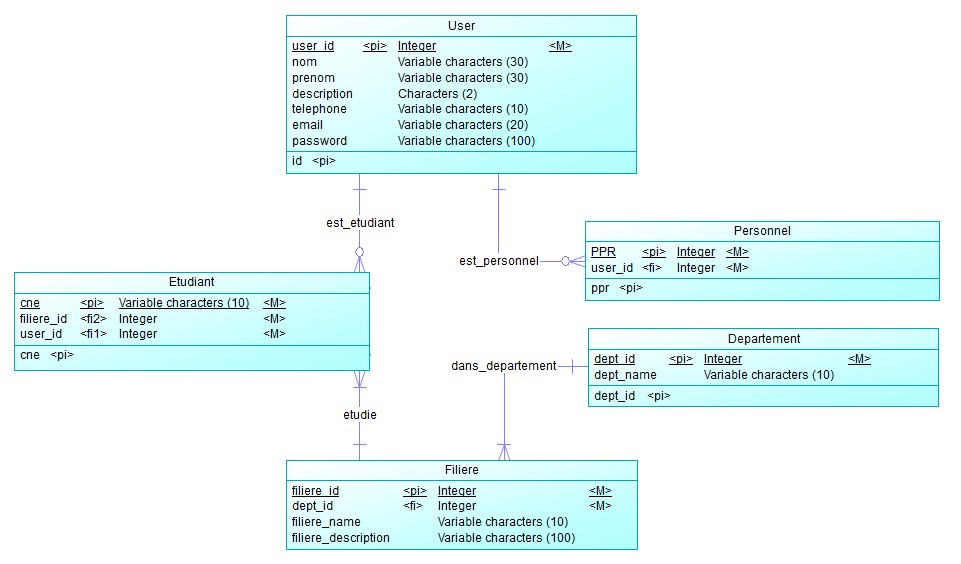 User
user_id <pi> Integer <M>
nom Variable characters (30)
prenom Variable characters (30)
description Characters (2)
telephone Variable characters (10)
email Variable characters (20)
password Variable characters (100)
id <pi>
est_etudiant
est_personnel
Personnel
PPR <pi> Integer <M>
user_id <fi> Integer <M>
ppr <pi>
Etudiant
cne <pi> Variable characters (10) <M>
filiere_id <fi2> Integer <M>
user_id <fi1> Integer <M>
cne <pi>
Departement
dept_id <pi> Integer <M>
dept_name Variable characters (10)
dept_id <pi>
dans_departement
etudie
Filiere
filiere_id <pi> Integer <M>
dept_id <fi> Integer <M>
filiere_name Variable characters (10)
filiere_description Variable characters (100)